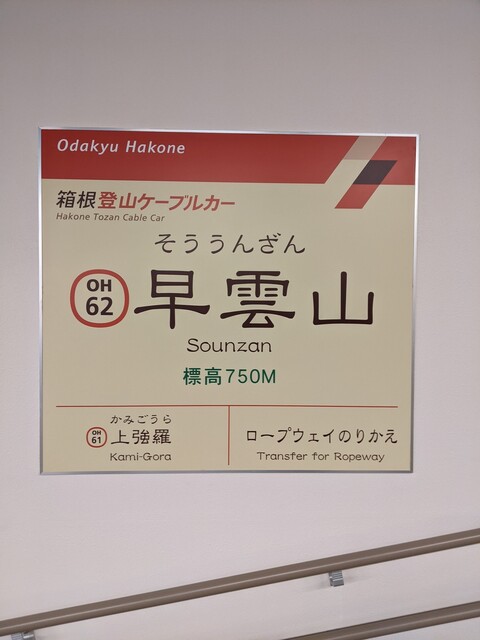 Odakyu Hakone
箱根登山ケーブルカー
Hakone Tozan Cable Car
そううんざん
OH
62
早雲山
Sounzan
標高750M
かみごうら
OH
61
上強羅
Kami-Gora
ロープウェイのりかえ
Transfer for Ropeway